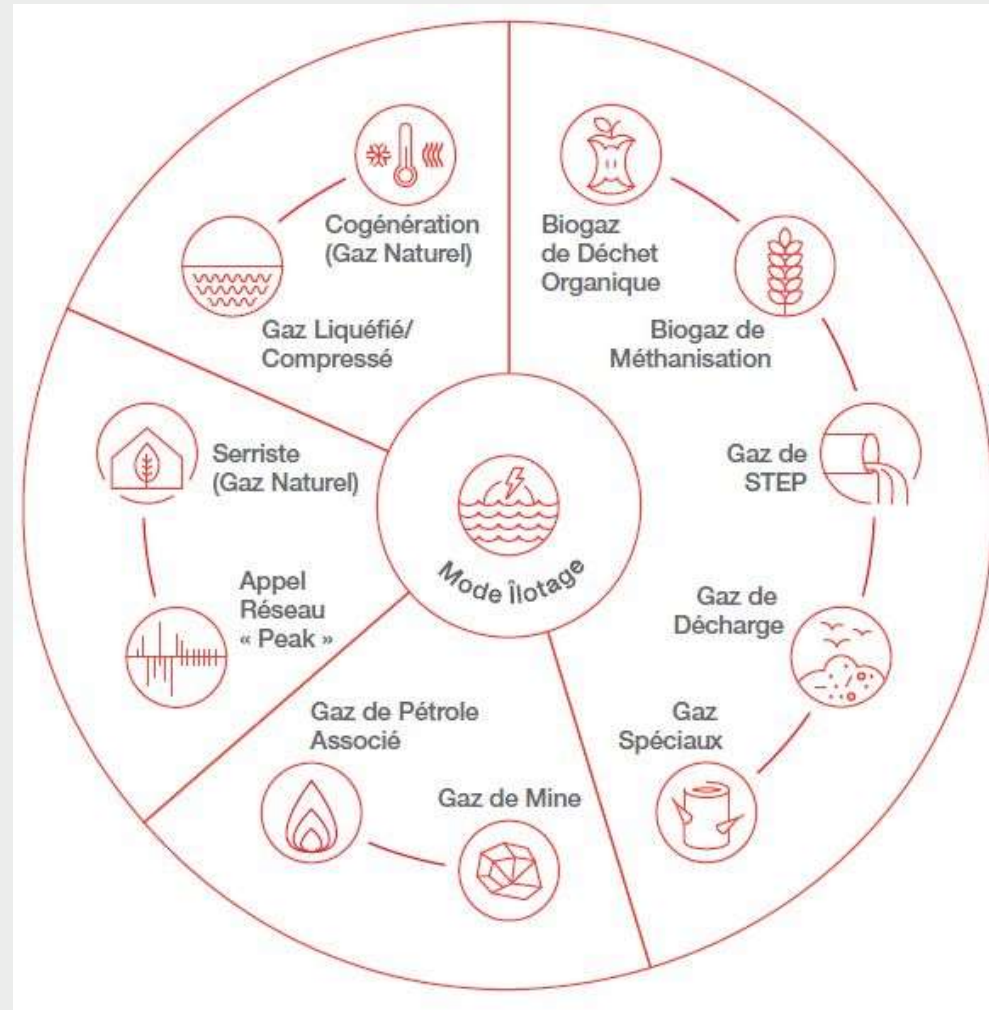 Cogénération
(Gaz Naturel)
Gaz Liquéfié/
Compressé
Biogaz
de Déchet
Organique
Biogaz de
Méthanisation
Serriste
(Gaz Naturel)
Gaz de
STEP
Mode Îlotage
Appel
Réseau
« Peak »
Gaz de
Décharge
Gaz de Pétrole
Associé
Gaz
Spéciaux
Gaz de Mine